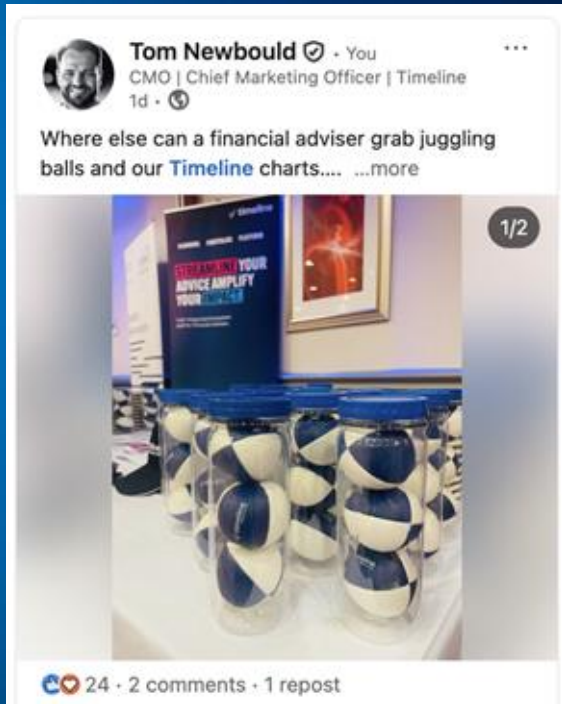 Tom Newbould · You
CMO | Chief Marketing Officer | Timeline
1d ·
Where else can a financial adviser grab juggling
balls and our Timeline charts.... ...more
1/2
timeline
STREAMLINE YOUR
ADVICE AMPLIFY
YOUR IMPACT
24 · 2 comments · 1 repost